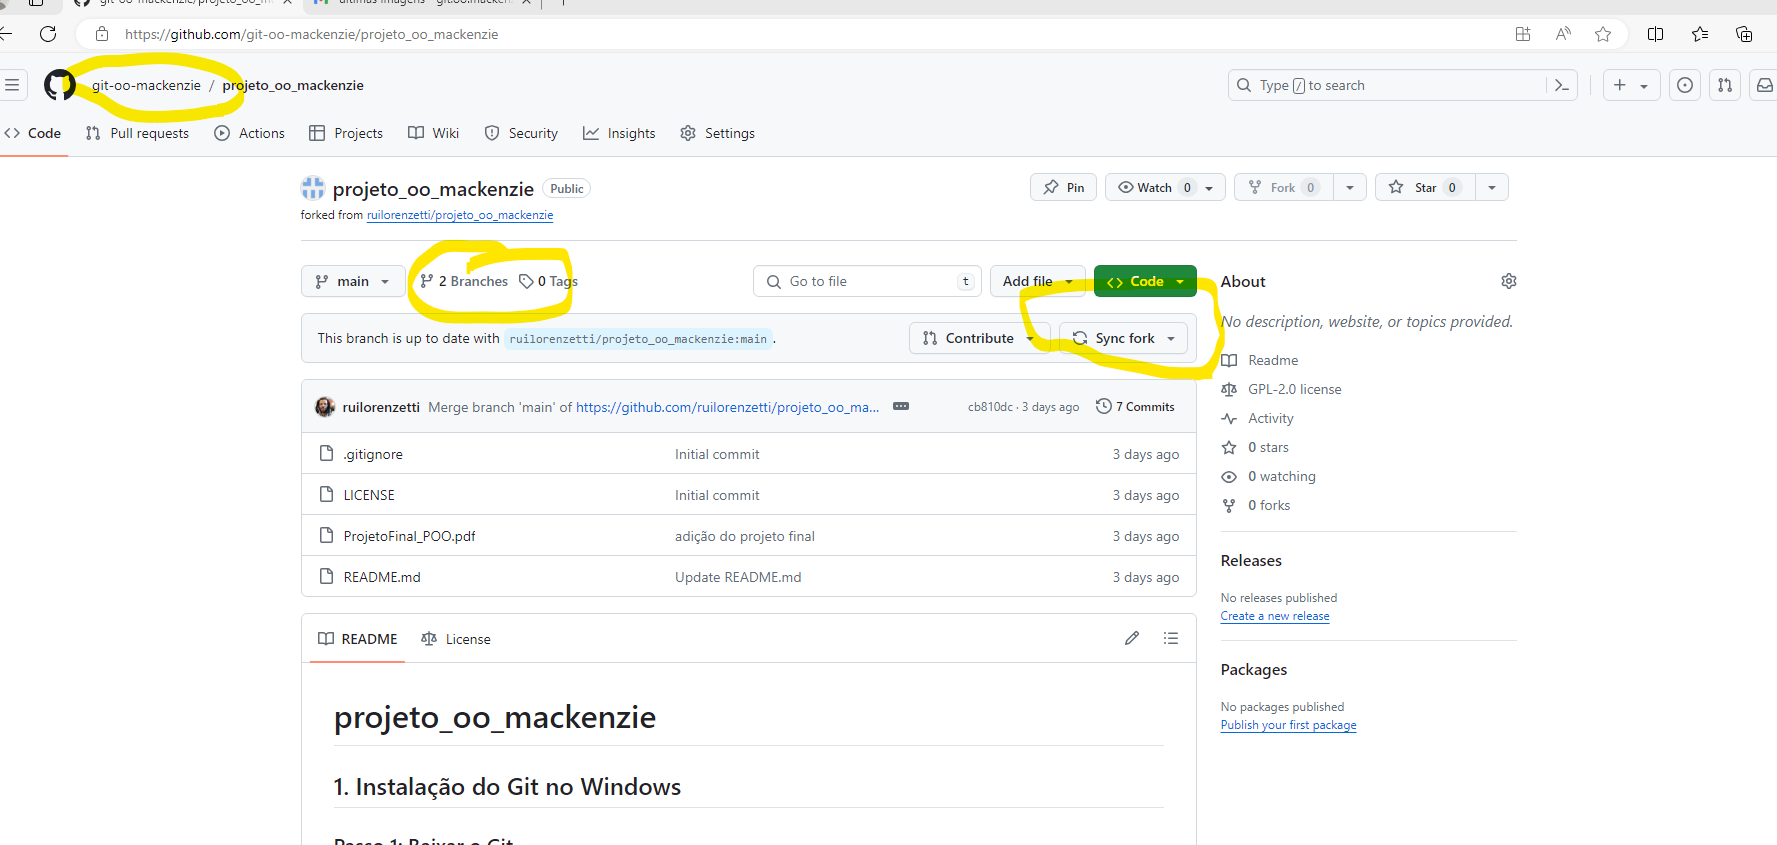 https://github.com/git-oo-mackenzie/projeto_oo_mackenzie
git-oo-mackenzie / projeto_oo_mackenzie
Type / to search
Code Pull requests Actions Projects Wiki Security Insights Settings
projeto_oo_mackenzie Public
Pin Watch 0 Fork 0 Star 0
forked from ruilorenzetti/projeto_oo_mackenzie
main 2 Branches 0 Tags Go to file t Add file Code
This branch is up to date with ruilorenzetti/projeto_oo_mackenzie:main.
Contribute Sync fork
ruilorenzetti Merge branch 'main' of https://github.com/ruilorenzetti/projeto_oo_ma... cb810dc · 3 days ago 7 Commits
.gitignore Initial commit 3 days ago
LICENSE Initial commit 3 days ago
ProjetoFinal_POO.pdf adição do projeto final 3 days ago
README.md Update README.md 3 days ago
README License
projeto_oo_mackenzie
1. Instalação do Git no Windows
Passo 1: Baixar o Git
About
No description, website, or topics provided.
Readme
GPL-2.0 license
Activity
0 stars
0 watching
0 forks
Releases
No releases published
Create a new release
Packages
No packages published
Publish your first package